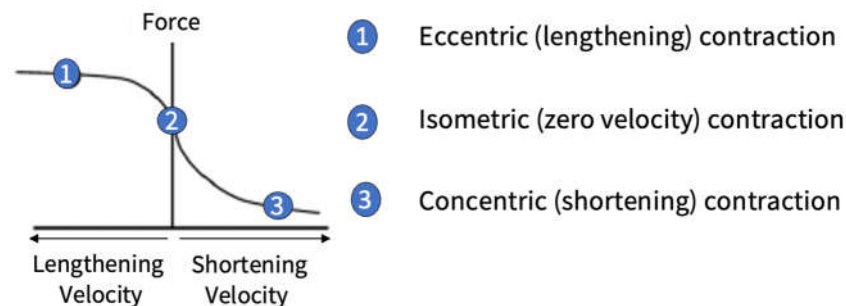 Force
1
2
3
Lengthening
Velocity
Shortening
Velocity
1 Eccentric (lengthening) contraction
2 Isometric (zero velocity) contraction
3 Concentric (shortening) contraction